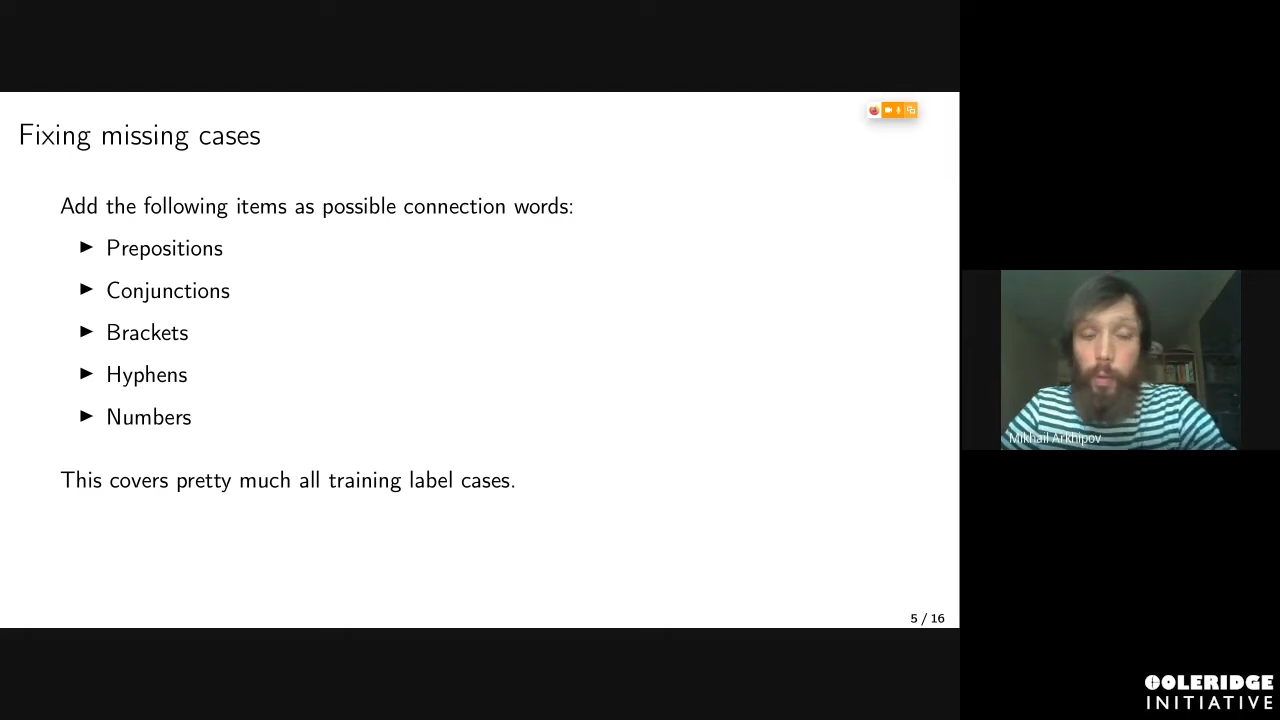 Fixing missing cases
Add the following items as possible connection words:
Prepositions
Conjunctions
Brackets
Hyphens
Numbers
This covers pretty much all training label cases.
5 / 16
Mikhail Arkhipov
COLERIDGE
INITIATIVE